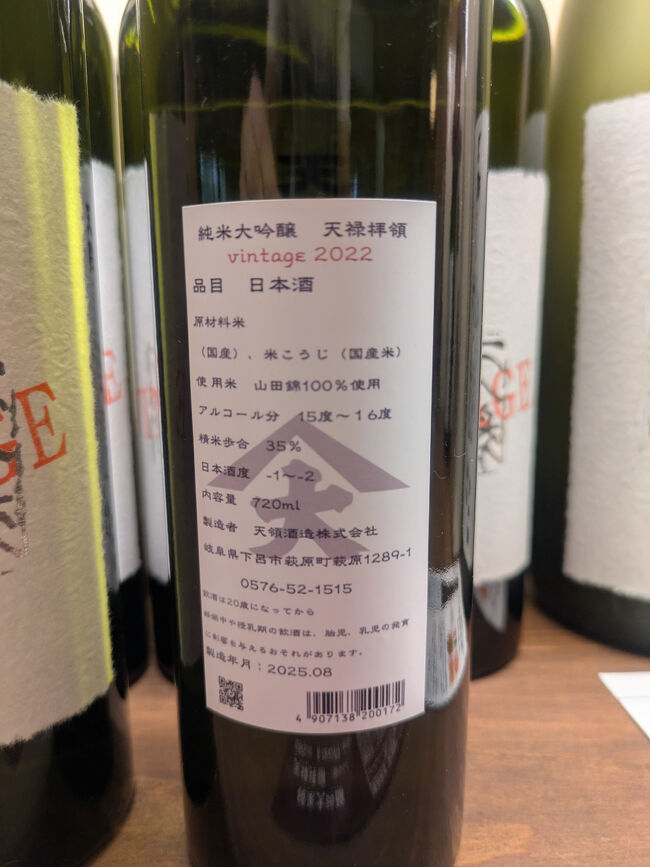 純米大吟醸　天禄拝領
vintage 2022
品目　日本酒
原材料米
（国産）、米こうじ（国産米）
使用米　山田錦100％使用
アルコール分　15度～16度
精米歩合　35％
日本酒度　-1～-2
内容量　720ml
製造者　天領酒造株式会社
岐阜県下呂市萩原町萩原1289-1
0576-52-1515
飲酒は20歳になってから
妊娠中や授乳期の飲酒は、胎児、乳児の発育
に影響を与えるおそれがあります。
製造年月：2025.08
4 907138 200172
GE
E
GE